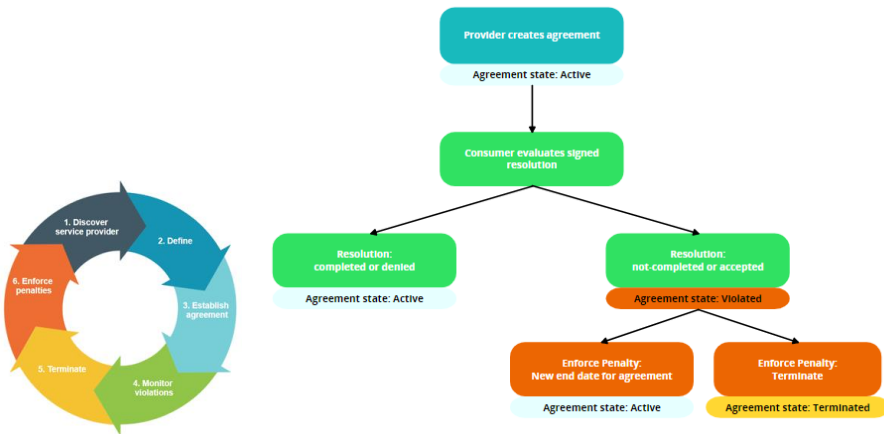 Provider creates agreement
Agreement state: Active
Consumer evaluates signed
resolution
Resolution:
completed or denied
Agreement state: Active
Resolution:
not-completed or accepted
Agreement state: Violated
Enforce Penalty:
New end date for agreement
Agreement state: Active
Enforce Penalty:
Terminate
Agreement state: Terminated
1. Discover
service provider
2. Define
3. Establish
agreement
4. Monitor
violations
5. Terminate
6. Enforce
penalties